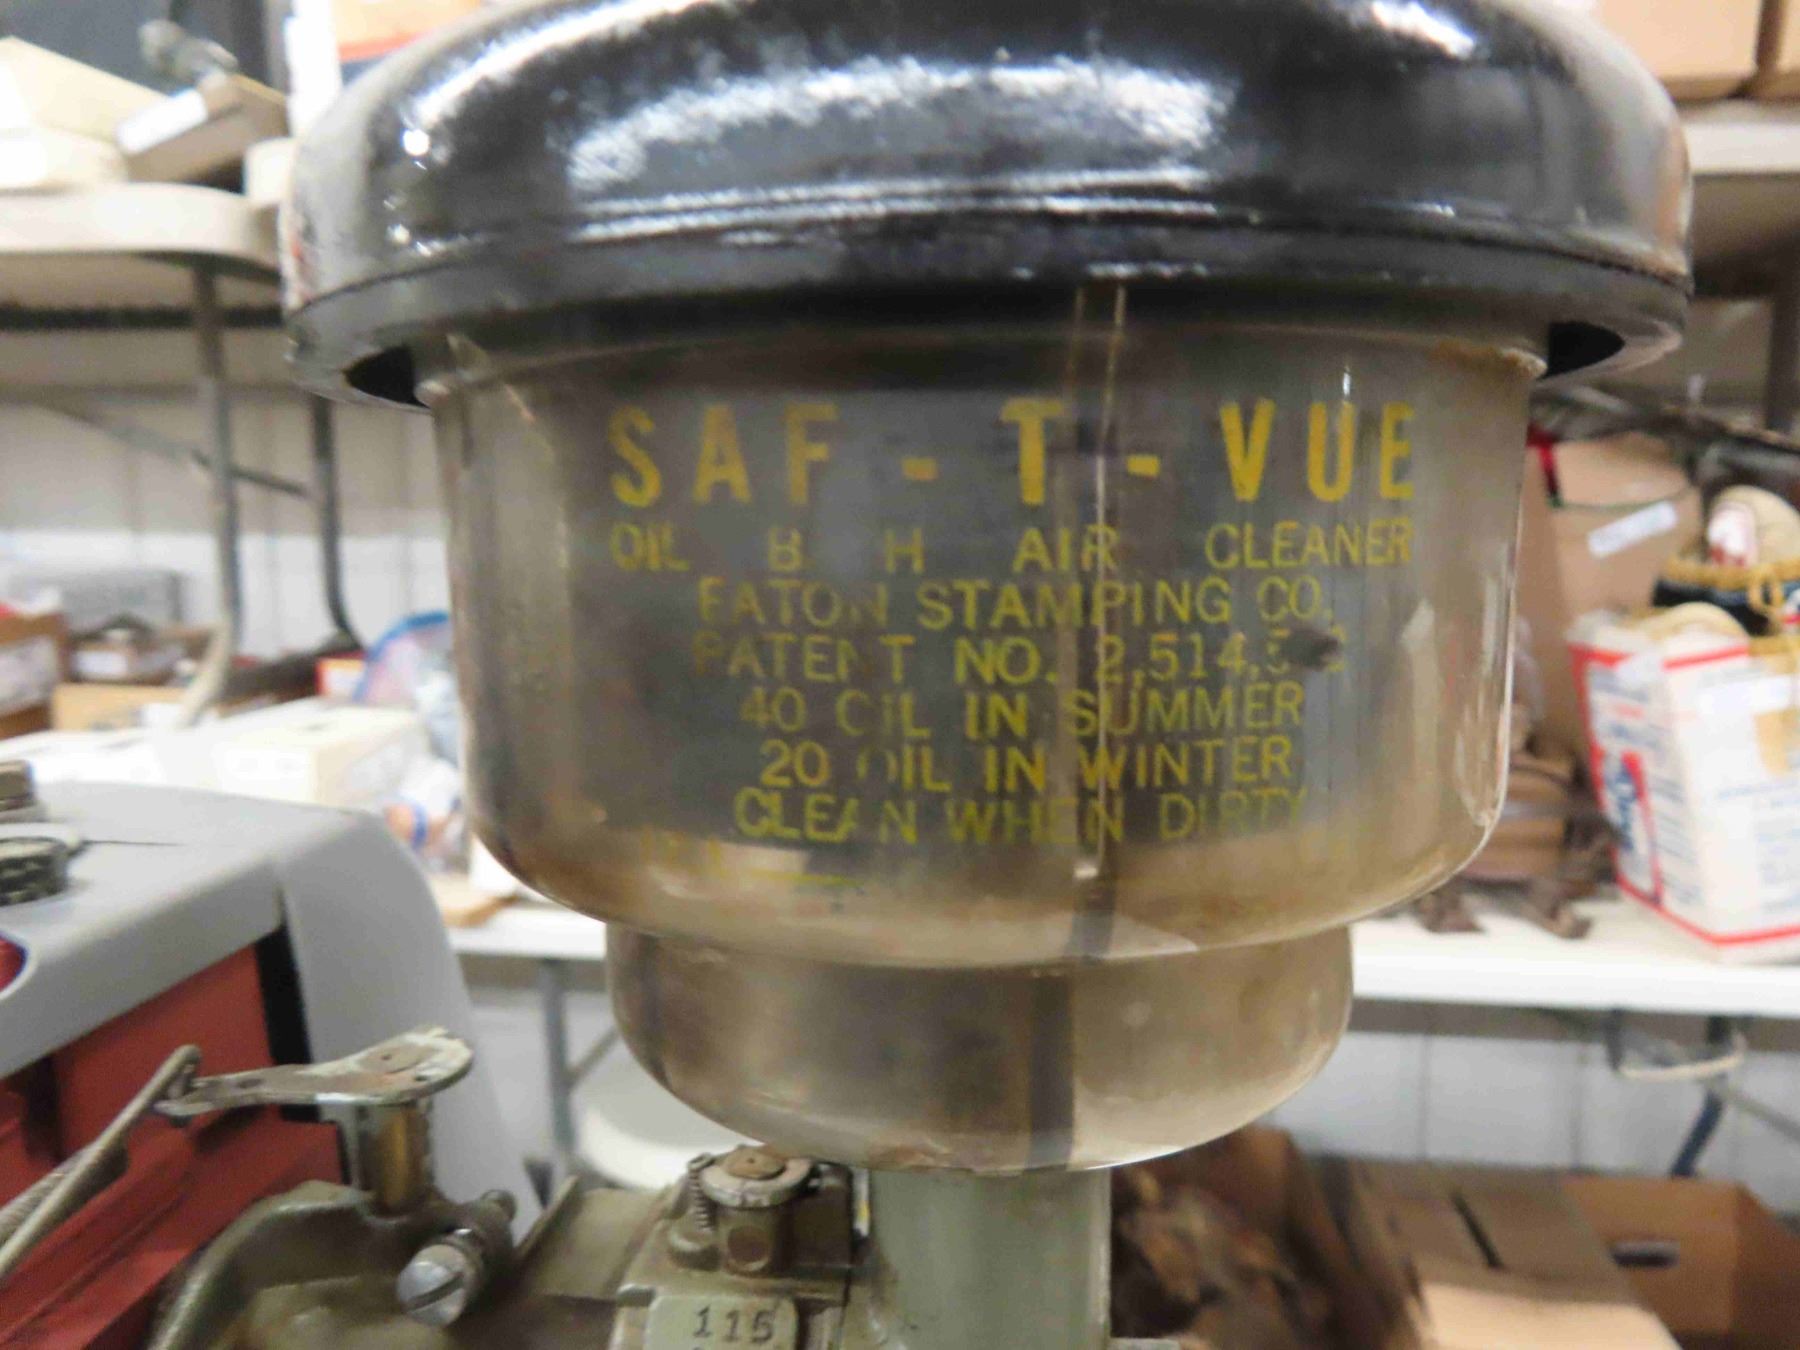 SAF - T - VUE
OIL B H AIR CLEANER
EATON STAMPING CO.
PATENT NO.
40 OIL IN SUMMER
20 OIL IN WINTER
CLEAN WHEN DIRTY
115